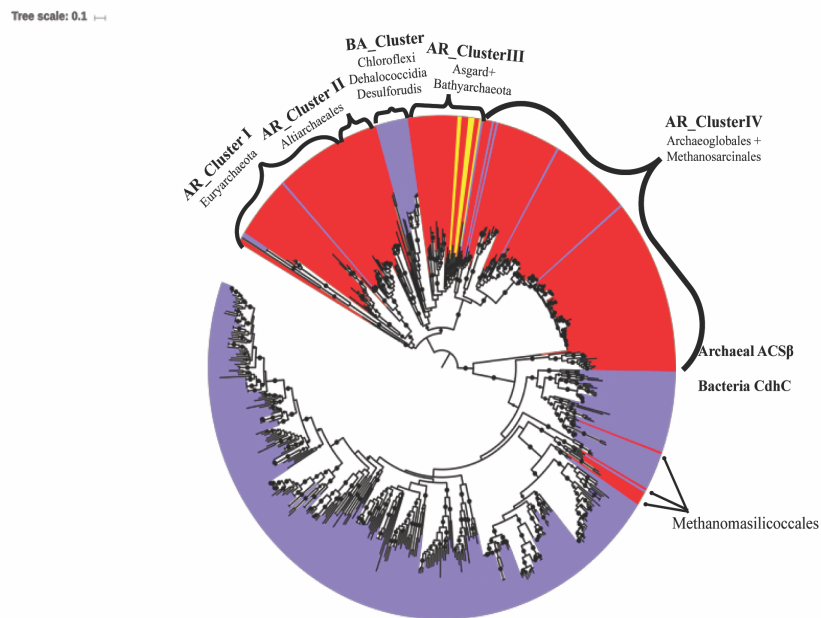 Tree scale: 0.1
BA_Cluster
Chloroflexi
Dehalococcidia
Desulforudis
AR_ClusterIII
Asgard+
Bathyarchaeota
AR_Cluster II
Altiarchaeales
AR_Cluster I
Euryarchaeota
AR_ClusterIV
Archaeoglobales +
Methanosarcinales
Archaeal ACSβ
Bacteria CdhC
Methanomasilicoccales